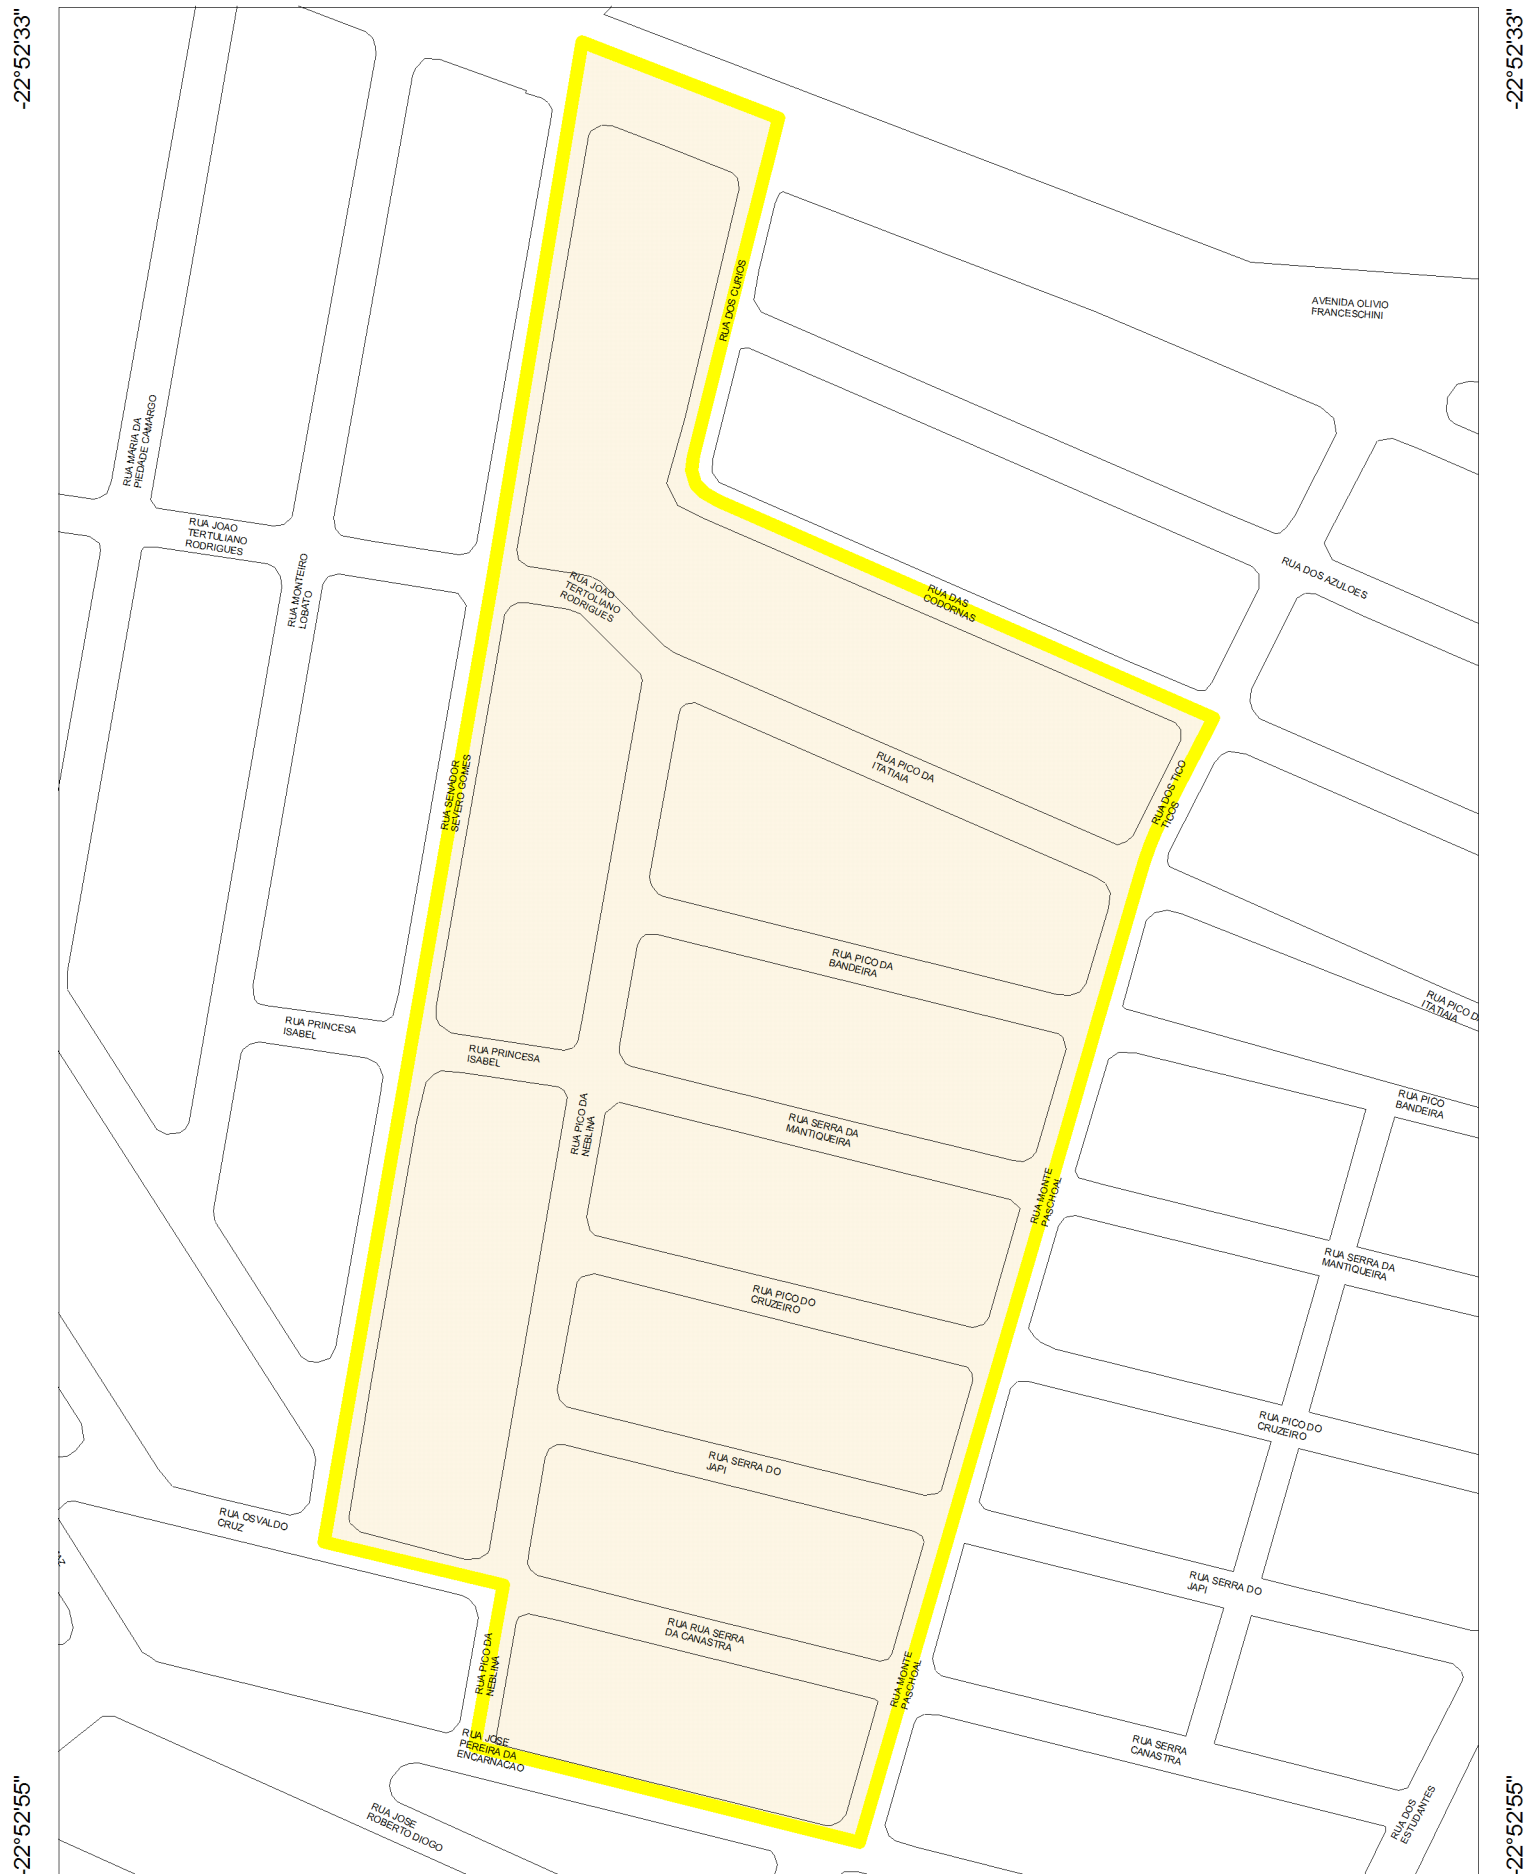 -22°52'33"
-22°52'33"
RUA DOS CURIOS
AVENIDA OLIVIO
FRANCESCHINI
RUA MARIA DA
PIEDADE CAMARGO
RUA JOAO
TERTULIANO
RODRIGUES
RUA MONTEIRO
LOBATO
RUA JOAO
TERTOLIANO
RODRIGUES
RUA DAS
CODORNAS
RUA DOS AZULOES
RUA SENADOR
SEVERO GOMES
RUA PICO DA
ITATIAIA
RUA DOS TICO
TICOS
RUA PICO DA
BANDEIRA
RUA PICO D
ITATIAIA
RUA PRINCESA
ISABEL
RUA PRINCESA
ISABEL
RUA PICO DA
NEBLINA
RUA SERRA DA
MANTIQUEIRA
RUA PICO
BANDEIRA
RUA MONTE
PASCHOAL
RUA SERRA DA
MANTIQUEIRA
RUA PICO DO
CRUZEIRO
RUA PICO DO
CRUZEIRO
RUA SERRA DO
JAPI
RUA OSVALDO
CRUZ
RUA SERRA DO
JAPI
RUA RUA SERRA
DA CANASTRA
RUA PICO DA
NEBLINA
RUA MONTE
PASCHOAL
RUA JOSE
PEREIRA DA
ENCARNACAO
RUA SERRA
CANASTRA
RUA JOSE
ROBERTO DIOGO
RUA DOS
ESTUDANTES
-22°52'55"
-22°52'55"